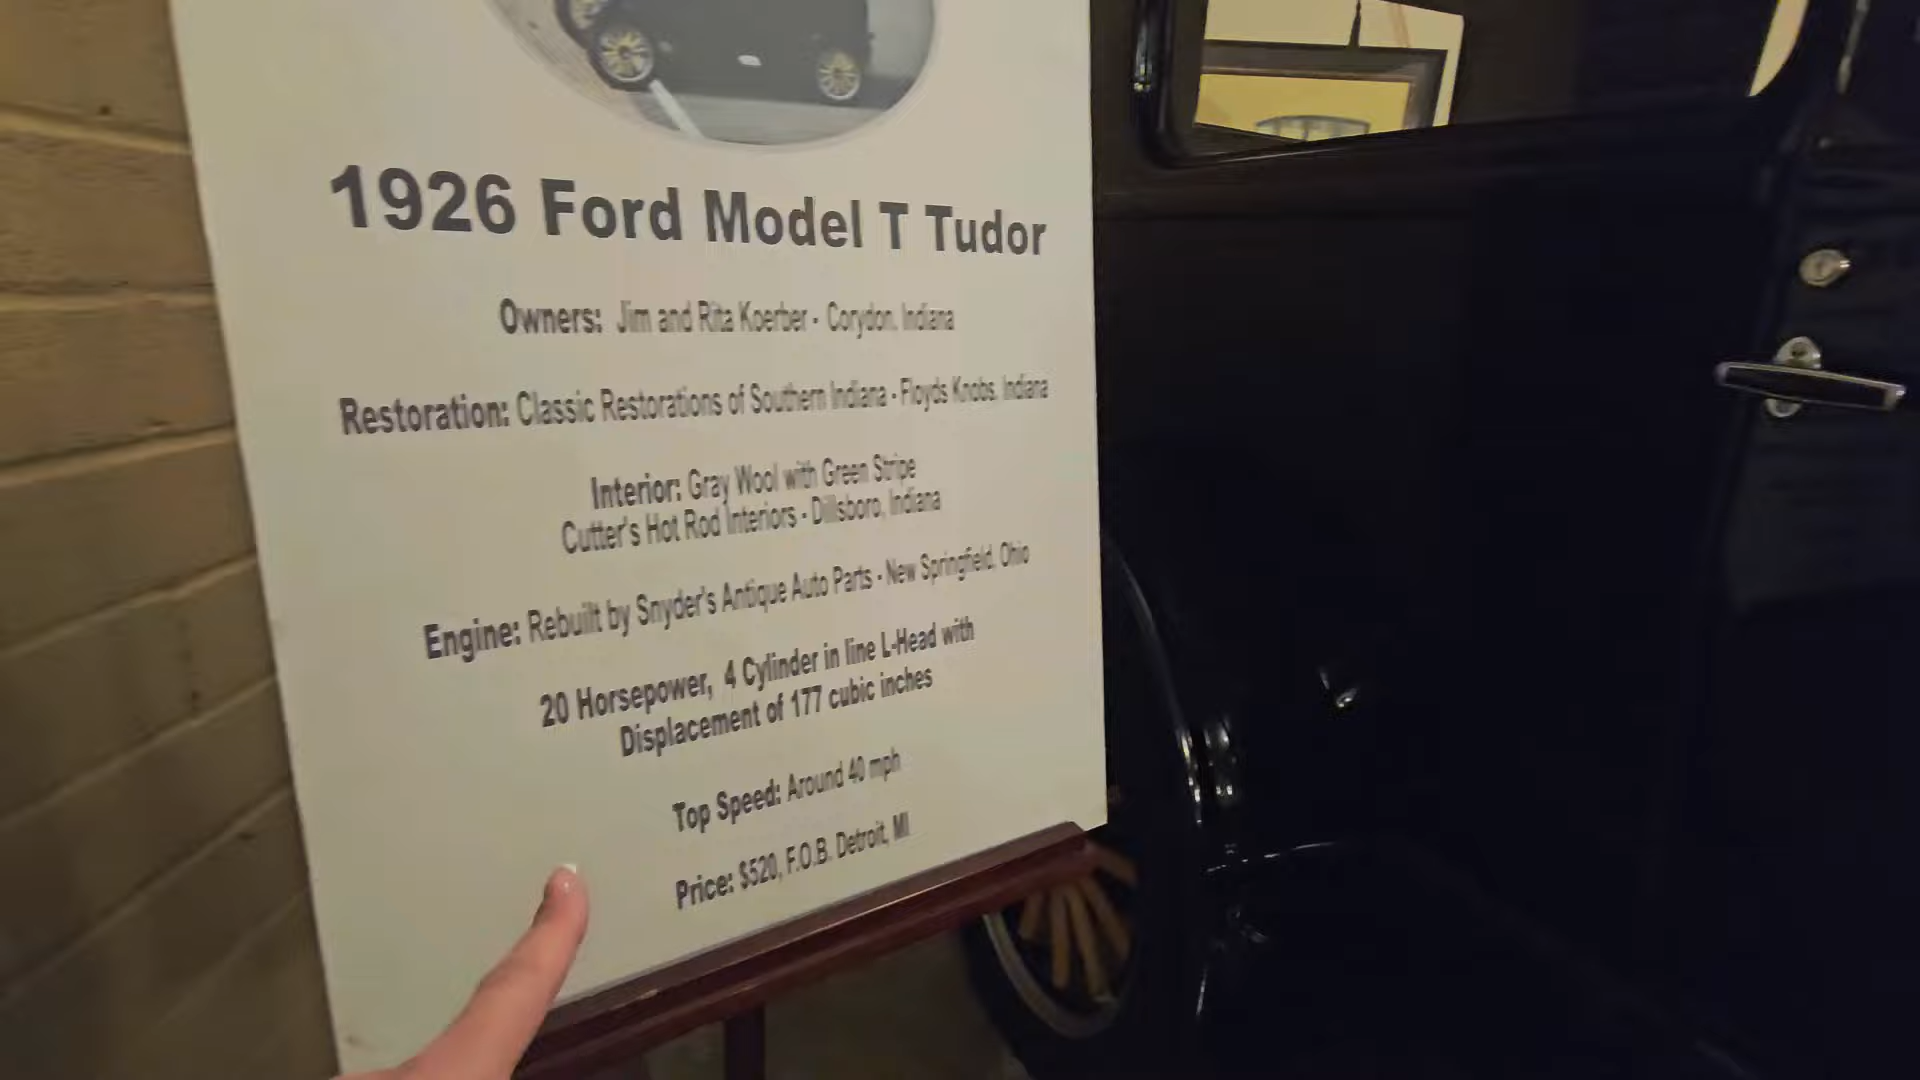 1926 Ford Model T Tudor
Owners: Jim and Rita Koerber - Corydon, Indiana
Restoration: Classic Restorations of Southern Indiana - Floyds Knobs, Indiana
Interior: Gray Wool with Green Stripe
Cutter's Hot Rod Interiors - Dillsboro, Indiana
Engine: Rebuilt by Snyder's Antique Auto Parts - New Springfield, Ohio
20 Horsepower, 4 Cylinder in line L-Head with
Displacement of 177 cubic inches
Top Speed: Around 40 mph
Price: $520, F.O.B. Detroit, MI